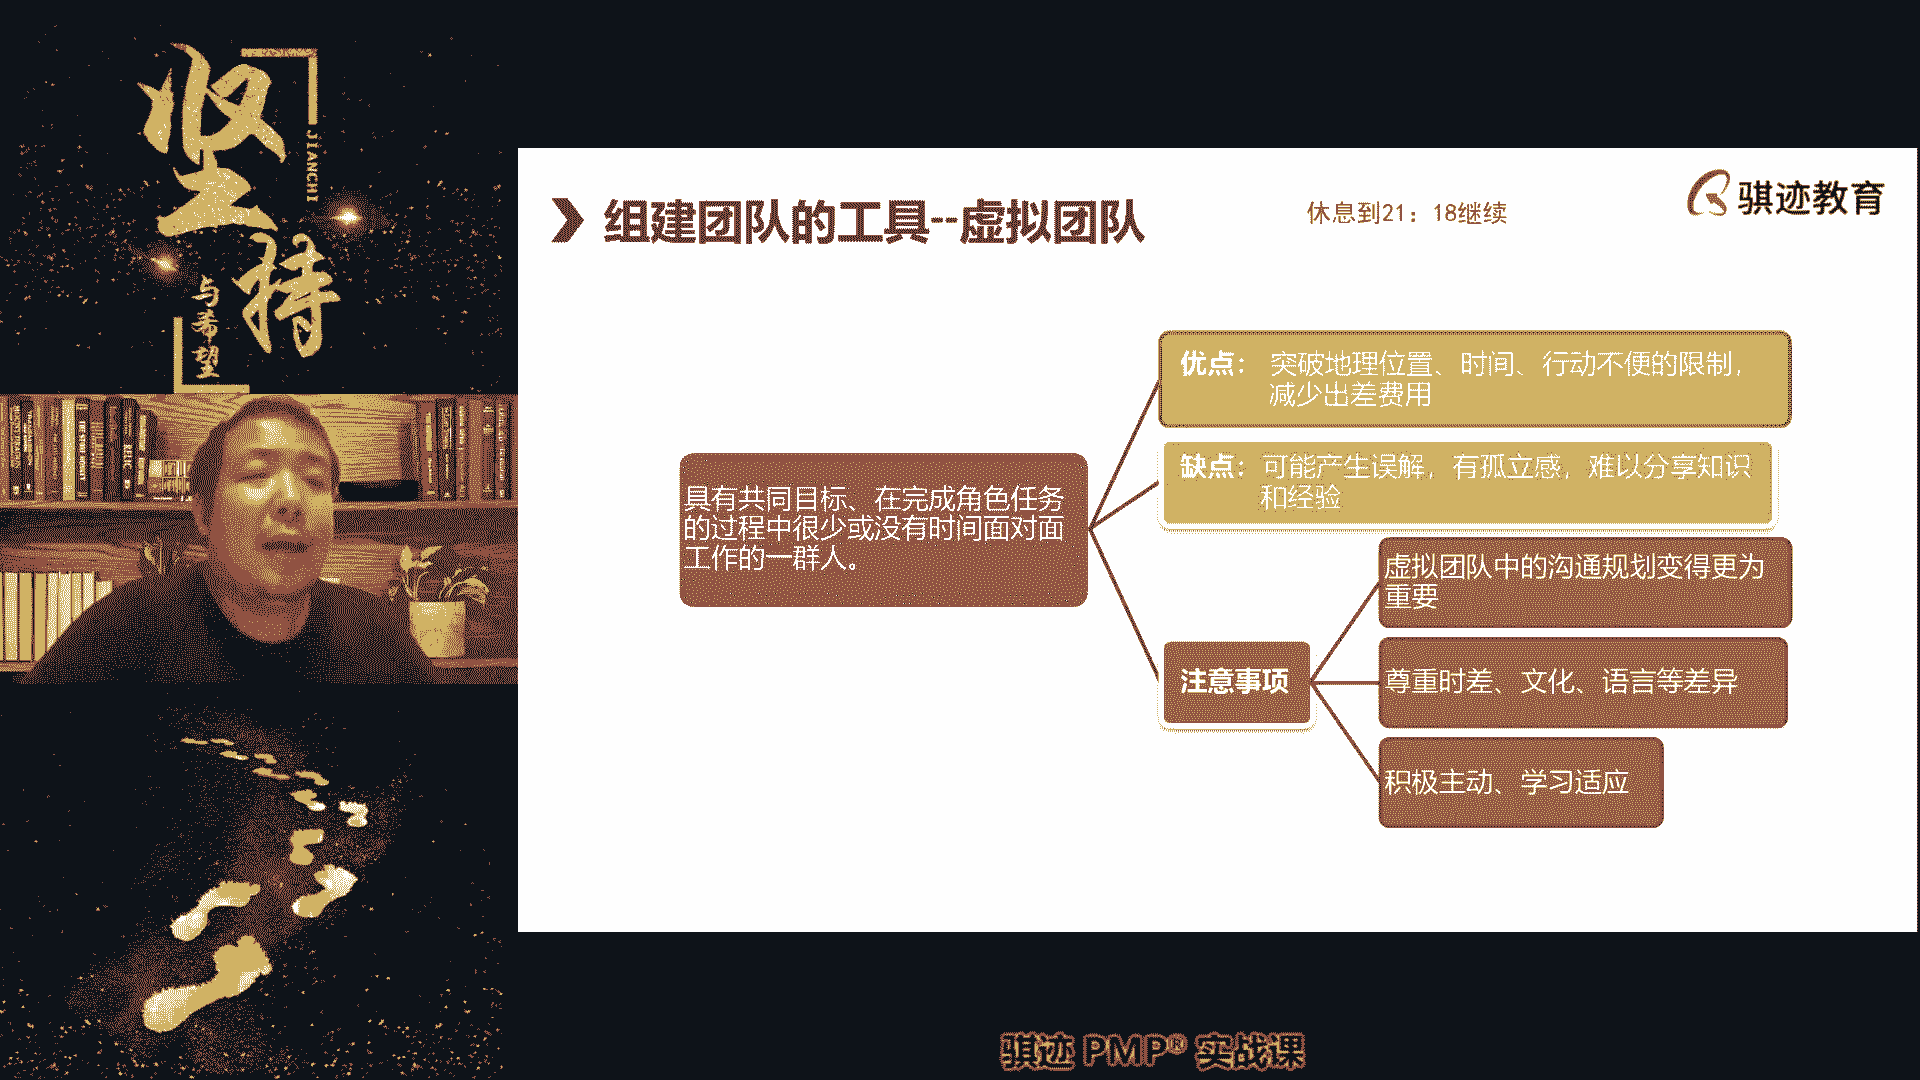 坚持
JIANCHI
与希望
组建团队的工具--虚拟团队
休息到21：18继续
骐迹教育
优点： 突破地理位置、时间、行动不便的限制，
减少出差费用
缺点： 可能产生误解，有孤立感，难以分享知识
和经验
具有共同目标、在完成角色任务
的过程中很少或没有时间面对面
工作的一群人。
虚拟团队中的沟通规划变得更为
重要
注意事项
尊重时差、文化、语言等差异
积极主动、学习适应
骐迹 PMP® 实战课